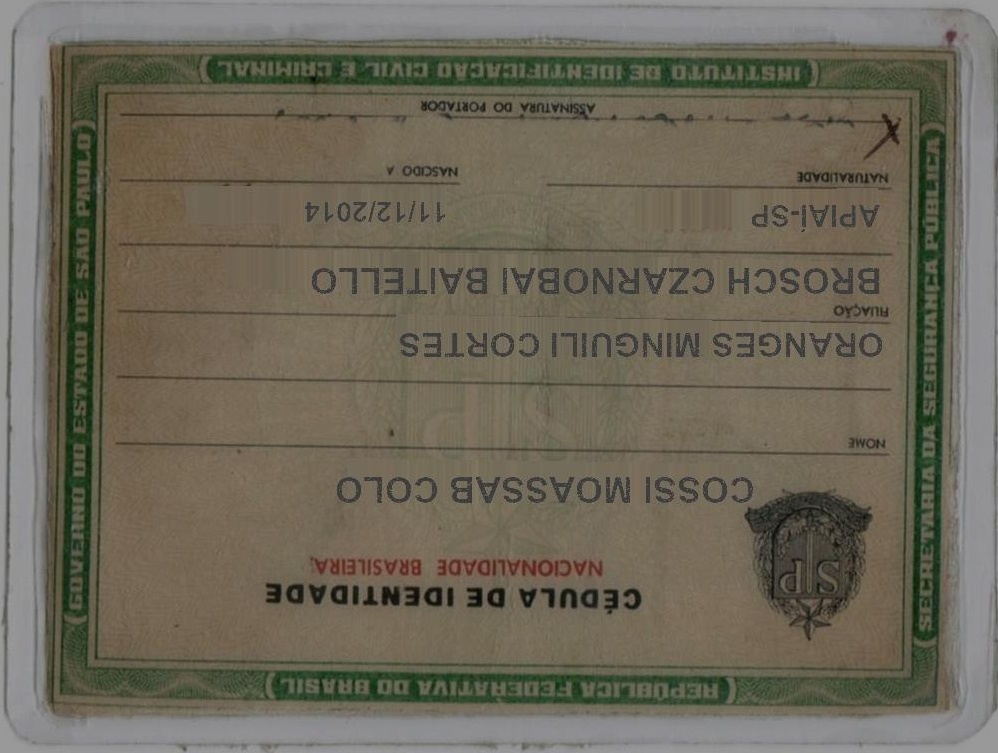 REPÚBLICA FEDERATIVA DO BRASIL
GOVERNO DO ESTADO DE SÃO PAULO
SECRETARIA DA SEGURANÇA PÚBLICA
CÉDULA DE IDENTIDADE
NACIONALIDADE BRASILEIRA
SP
COSSI MOASSAB COLO
NOME
ORANGES MINGUILI CORTES
FILIAÇÃO
BROSCH CZARNOBAI BAITELLO
APIAÍ-SP 11/12/2014
NATURALIDADE NASCIDO A
X
ASSINATURA DO PORTADOR
INSTITUTO DE IDENTIFICAÇÃO CIVIL E CRIMINAL